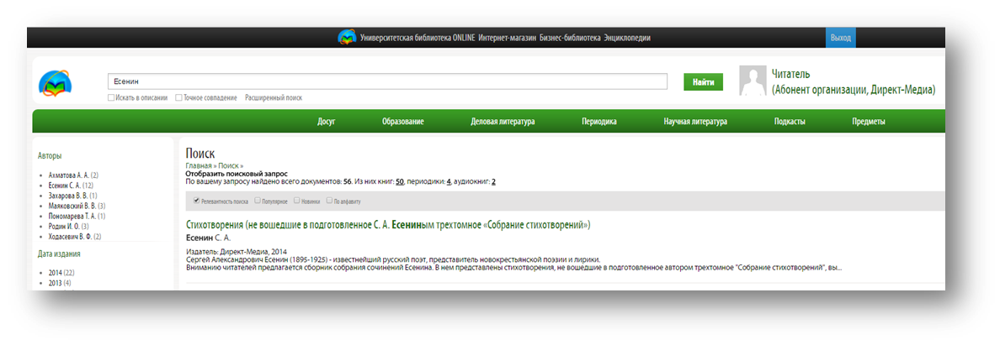 Университетская библиотека ONLINE Интернет-магазин Бизнес-библиотека Энциклопедии
Выход
Есенин
Найти
Искать в описании Точное совпадение Расширенный поиск
Читатель
(Абонент организации, Директ-Медиа)
Досуг Образование Деловая литература Периодика Научная литература Подкасты Предметы
Авторы
Ахматова А. А. (2)
Есенин С. А. (12)
Захарова В. В. (1)
Маяковский В. В. (3)
Пономарева Т. А. (1)
Родин И. О. (3)
Ходасевич В. Ф. (2)
Дата издания
2014 (22)
2013 (4)
Поиск
Главная » Поиск »
Отобразить поисковый запрос
По вашему запросу найдено всего документов: 56. Из них книг: 50, периодики: 4, аудиокниг: 2
Релевантность поиска Популярное Новинки По алфавиту
Стихотворения (не вошедшие в подготовленное С. А. Есениным трехтомное «Собрание стихотворений»)
Есенин С. А.
Издатель: Директ-Медиа, 2014
Сергей Александрович Есенин (1895-1925) - известнейший русский поэт, представитель новокрестьянской поэзии и лирики.
Вниманию читателей предлагается сборник собрания сочинений Есенина. В нем представлены стихотворения, не вошедшие в подготовленное автором трехтомное "Собрание стихотворений", вы...